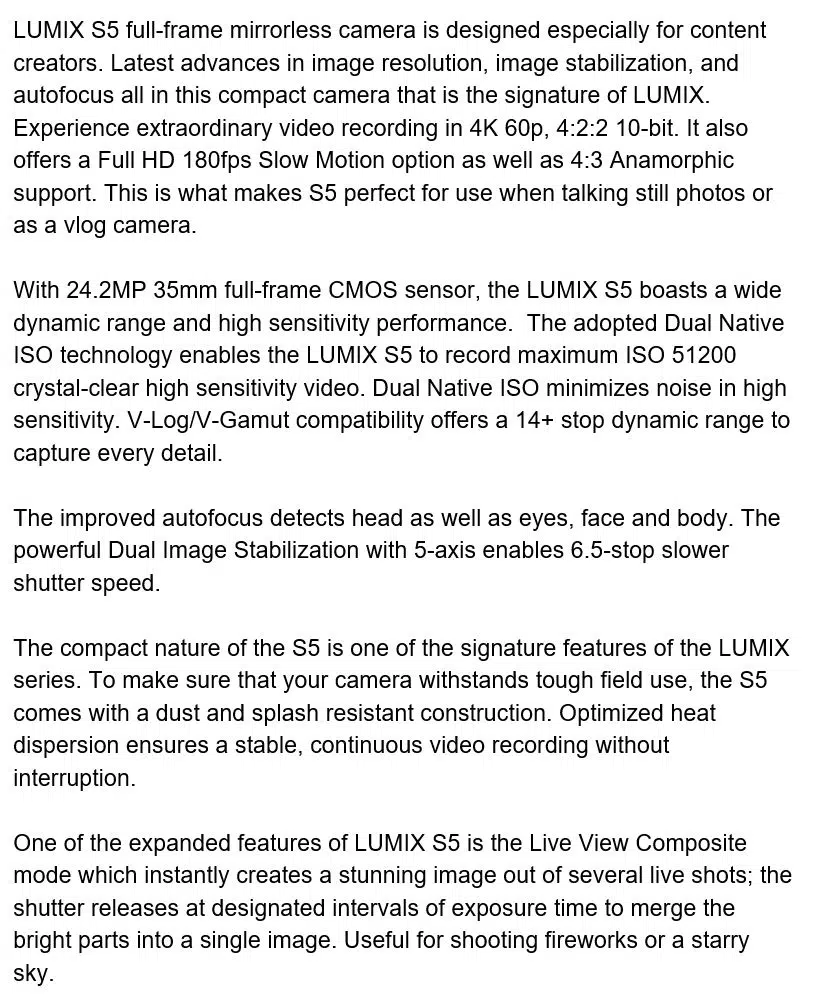 LUMIX S5 full-frame mirrorless camera is designed especially for content
creators. Latest advances in image resolution, image stabilization, and
autofocus all in this compact camera that is the signature of LUMIX.
Experience extraordinary video recording in 4K 60p, 4:2:2 10-bit. It also
offers a Full HD 180fps Slow Motion option as well as 4:3 Anamorphic
support. This is what makes S5 perfect for use when talking still photos or
as a vlog camera.

With 24.2MP 35mm full-frame CMOS sensor, the LUMIX S5 boasts a wide
dynamic range and high sensitivity performance.  The adopted Dual Native
ISO technology enables the LUMIX S5 to record maximum ISO 51200
crystal-clear high sensitivity video. Dual Native ISO minimizes noise in high
sensitivity. V-Log/V-Gamut compatibility offers a 14+ stop dynamic range to
capture every detail.

The improved autofocus detects head as well as eyes, face and body. The
powerful Dual Image Stabilization with 5-axis enables 6.5-stop slower
shutter speed.

The compact nature of the S5 is one of the signature features of the LUMIX
series. To make sure that your camera withstands tough field use, the S5
comes with a dust and splash resistant construction. Optimized heat
dispersion ensures a stable, continuous video recording without
interruption.

One of the expanded features of LUMIX S5 is the Live View Composite
mode which instantly creates a stunning image out of several live shots; the
shutter releases at designated intervals of exposure time to merge the
bright parts into a single image. Useful for shooting fireworks or a starry
sky.